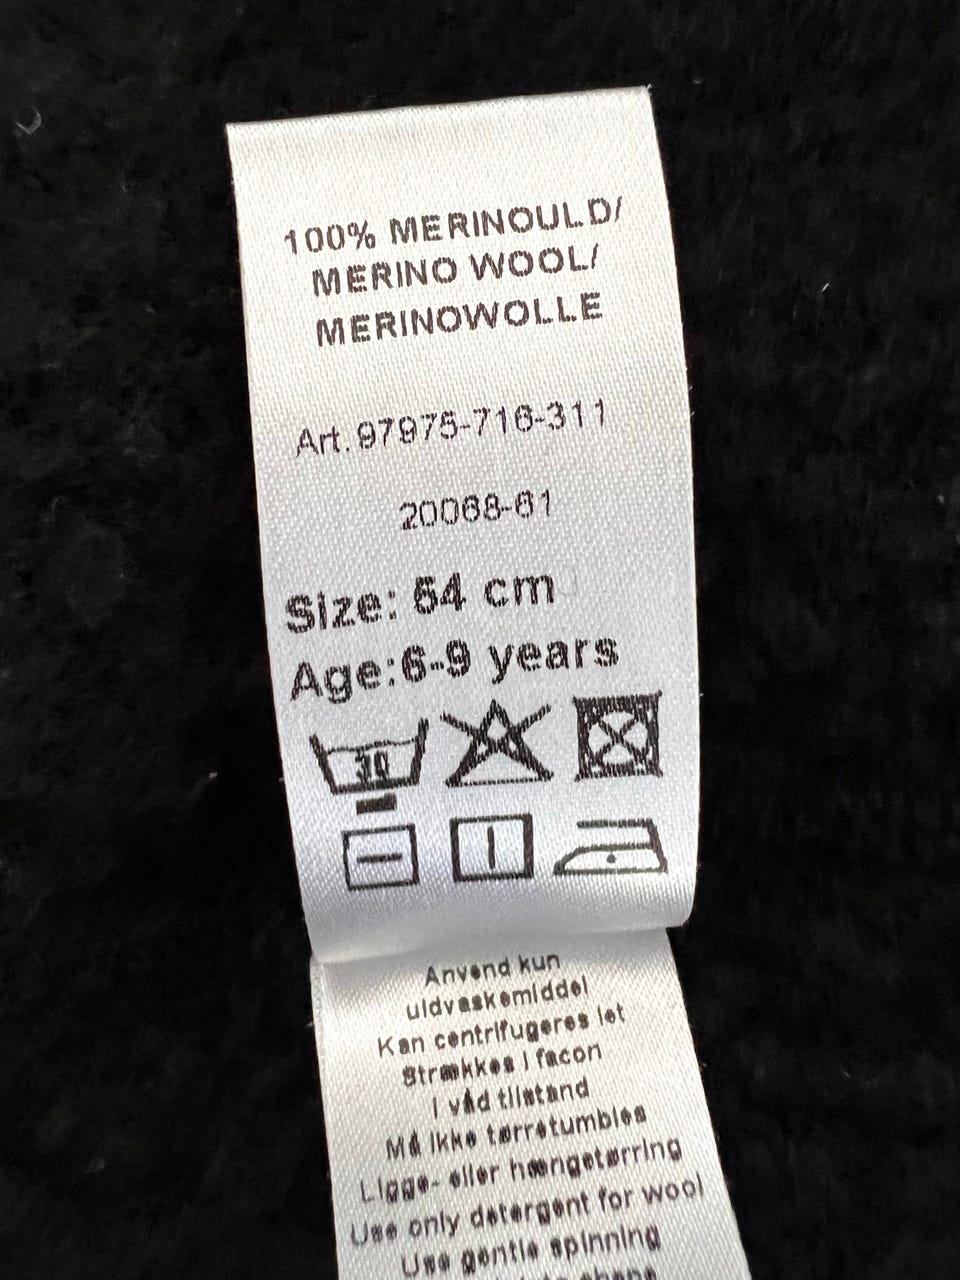 100% MERINOULD/
MERINO WOOL/
MERINOWOLLE
Art. 97975-716-311
20068-61
Size: 54 cm
Age:6-9 years
30
Anvend kun
uldvaskemiddel
Kan centrifugeres let
Strækkes i facon
i våd tilstand
Må ikke tørretumbles
Ligge- eller hængetørring
Use only detergent for wool
Use gentle spinning
shape